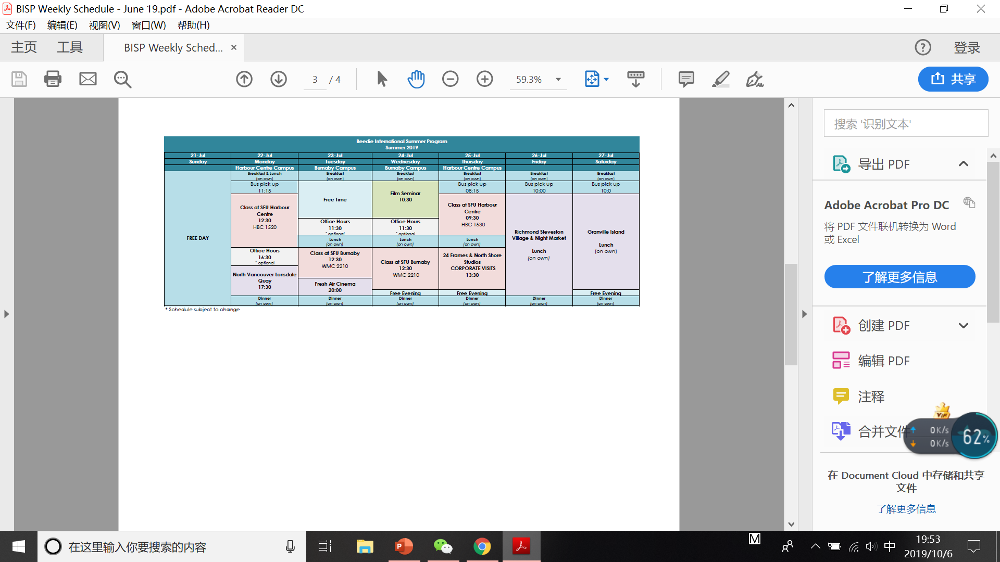 BISP Weekly Schedule - June 19.pdf - Adobe Acrobat Reader DC
文件(F) 编辑(E) 视图(V) 窗口(W) 帮助(H)
主页 工具 BISP Weekly Sched... × 登录
3 / 4 59.3% 共享
Beedie International Summer Program
Summer 2019
21-Jul 22-Jul 23-Jul 24-Jul 25-Jul 26-Jul 27-Jul
Sunday Monday Tuesday Wednesday Thursday Friday Saturday
Harbour Centre Campus Burnaby Campus Burnaby Campus Harbour Centre Campus
FREE DAY
Breakfast & Lunch
(on own)
Bus pick up
11:15
Class at SFU Harbour
Centre
12:30
HBC 1520
Office Hours
16:30
* optional
North Vancouver Lonsdale
Quay
17:30
Dinner
(on own)
Breakfast
(on own)
Free Time
Office Hours
11:30
* optional
Lunch
(on own)
Class at SFU Burnaby
12:30
WMC 2210
Fresh Air Cinema
20:00
Dinner
(on own)
Breakfast
(on own)
Film Seminar
10:30
Office Hours
11:30
* optional
Lunch
(on own)
Class at SFU Burnaby
12:30
WMC 2210
Free Evening
Dinner
(on own)
Breakfast
(on own)
Bus pick up
08:15
Class at SFU Harbour
Centre
09:30
HBC 1530
Lunch
(on own)
24 Frames & North Shore
Studios
CORPORATE VISITS
13:30
Free Evening
Dinner
(on own)
Breakfast
(on own)
Bus pick up
10:00
Richmond Steveston
Village & Night Market
Lunch
(on own)
Dinner
(on own)
Breakfast
(on own)
Bus pick up
10:0
Granville Island
Lunch
(on own)
Free Evening
Dinner
(on own)
* Schedule subject to change
搜索 '识别文本'
导出 PDF
Adobe Acrobat Pro DC
将 PDF 文件联机转换为 Word
或 Excel
了解更多信息
创建 PDF
编辑 PDF
注释
合并文件
VIP
0K/s
0K/s
62%
在 Document Cloud 中存储和共享
文件
了解更多信息
在这里输入你要搜索的内容
M
中
19:53
2019/10/6